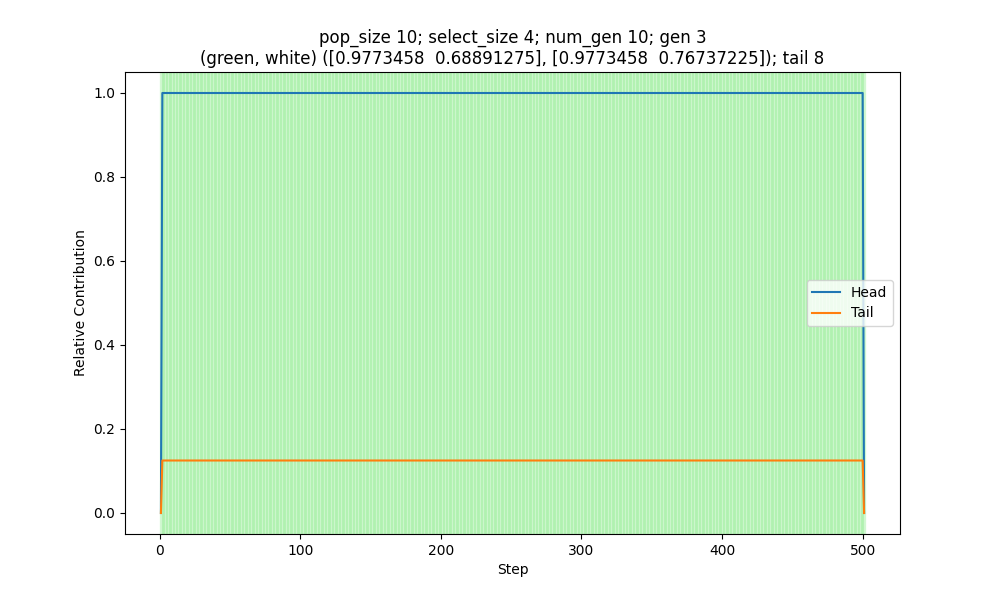 pop_size 10; select_size 4; num_gen 10; gen 3
(green, white) ([0.9773458  0.68891275], [0.9773458  0.76737225]); tail 8
1.0
0.8
0.6
0.4
0.2
0.0
Relative Contribution
Head
Tail
0 100 200 300 400 500
Step